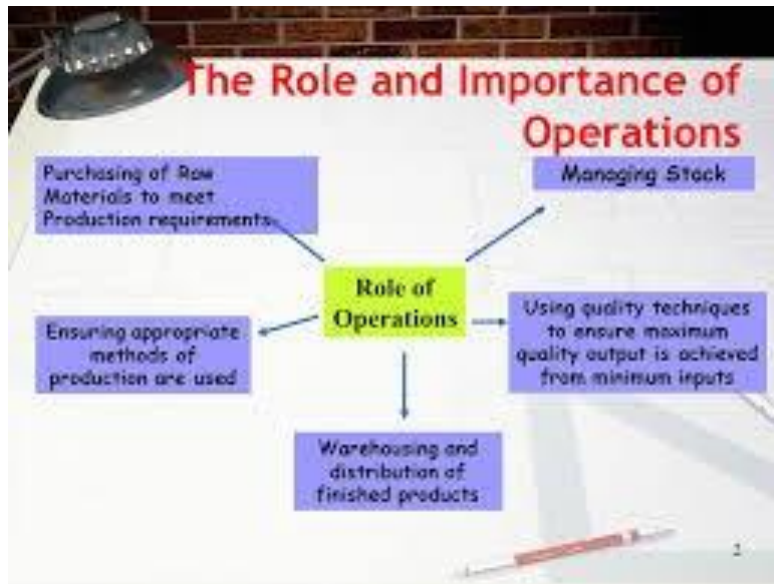 The Role and Importance of
Operations
Purchasing of Raw
Materials to meet
Production requirements
Managing Stock
Role of
Operations
Ensuring appropriate
methods of
production are used
Using quality techniques
to ensure maximum
quality output is achieved
from minimum inputs
Warehousing and
distribution of
finished products
2